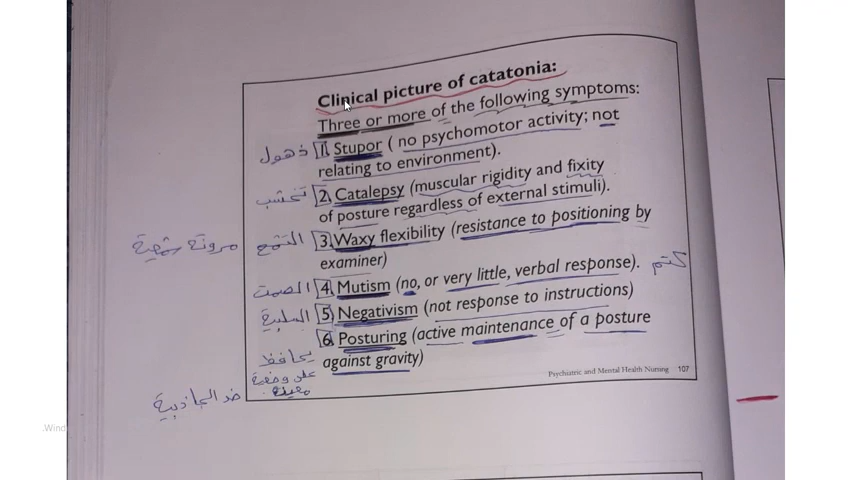 Clinical picture of catatonia:
Three or more of the following symptoms:
ذهول 1. Stupor ( no psychomotor activity; not
relating to environment).
تخشب 2. Catalepsy (muscular rigidity and fixity
of posture regardless of external stimuli).
مرونة شمعية التشمع 3. Waxy flexibility (resistance to positioning by
examiner)
الصمت 4. Mutism (no, or very little, verbal response). كتم
السلبية 5. Negativism (not response to instructions)
6. Posturing (active maintenance of a posture
يحافظ against gravity)
على وضعية
معينة
ضد الجاذبية
Psychiatric and Mental Health Nursing 107
.Wind